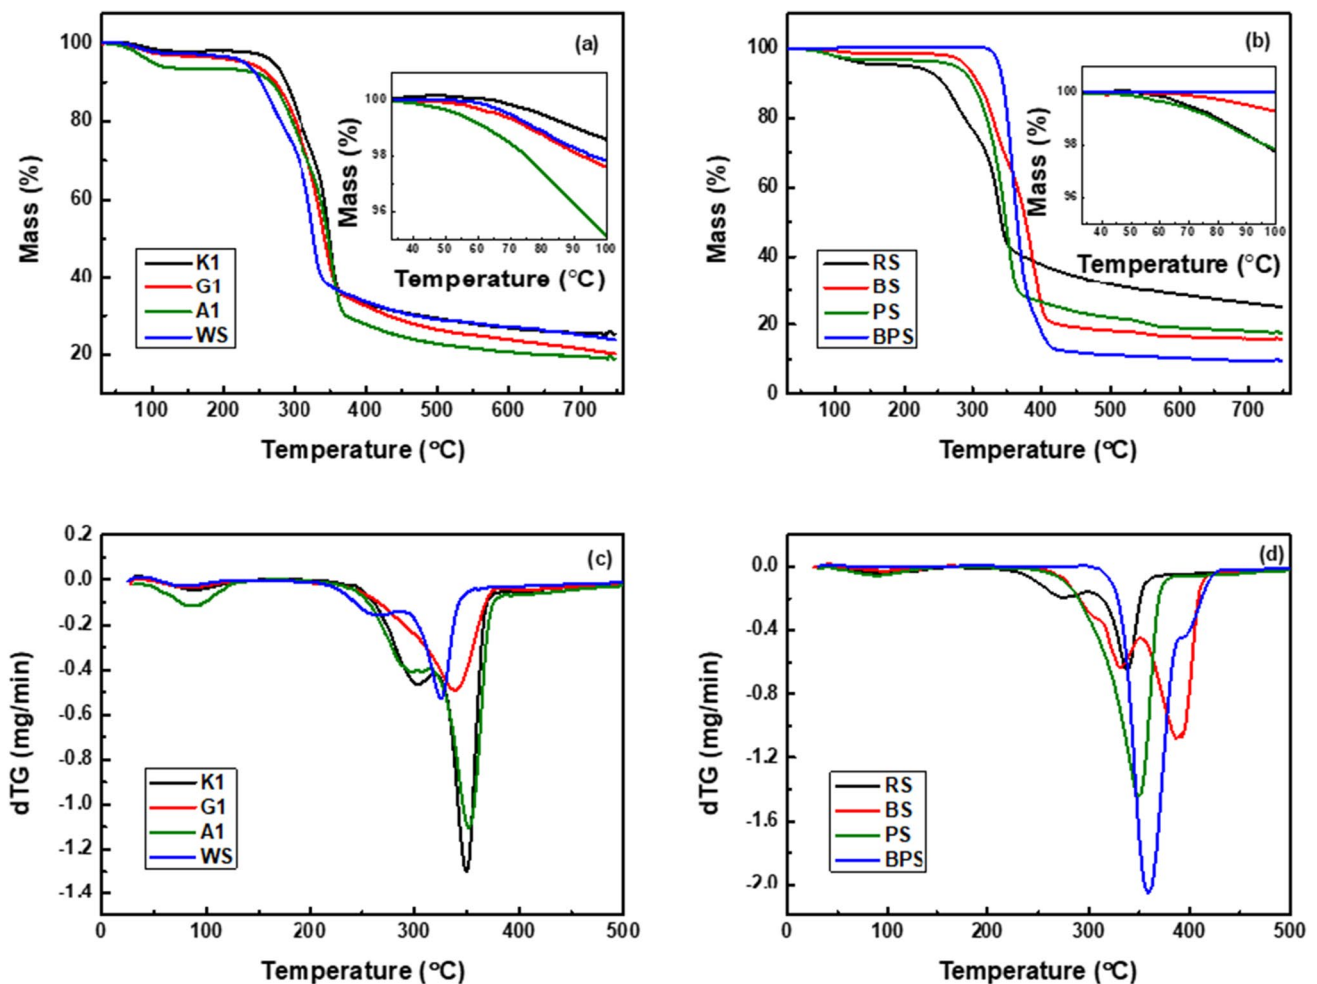 (a)
Mass (%)
100
80
60
40
20
100 200 300 400 500 600 700
Temperature (°C)
K1
G1
A1
WS
Mass (%)
100
98
96
40 50 60 70 80 90 100
Temperature (°C)
(b)
Mass (%)
100
80
60
40
20
0
100 200 300 400 500 600 700
Temperature (°C)
RS
BS
PS
BPS
Mass (%)
100
98
96
40 50 60 70 80 90 100
Temperature (°C)
(c)
dTG (mg/min)
0.2
0.0
-0.2
-0.4
-0.6
-0.8
-1.0
-1.2
-1.4
0 100 200 300 400 500
Temperature (°C)
K1
G1
A1
WS
(d)
dTG (mg/min)
0.0
-0.4
-0.8
-1.2
-1.6
-2.0
0 100 200 300 400 500
Temperature (°C)
RS
BS
PS
BPS